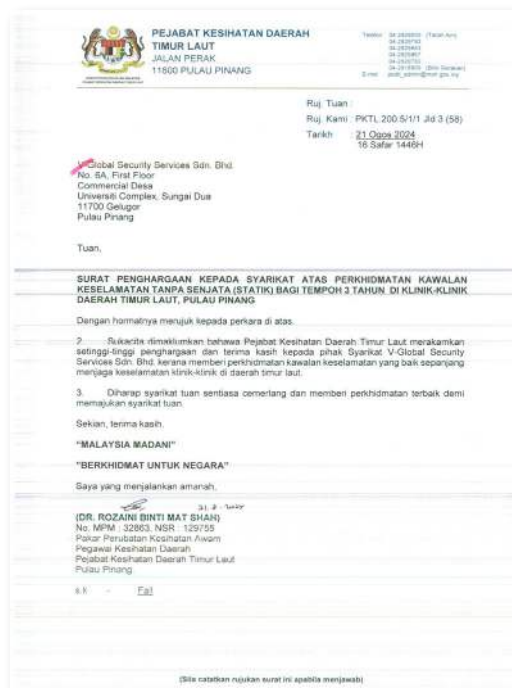 PEJABAT KESIHATAN DAERAH
TIMUR LAUT
JALAN PERAK
11600 PULAU PINANG
Ruj. Tuan :
Ruj. Kami : PKTL 200.5/1/1 Jld 3 (58)
Tarikh : 21 Ogos 2024
16 Safar 1446H
V-Global Security Services Sdn. Bhd.
No. 6A, First Floor
Commercial Desa
Universiti Complex, Sungai Dua
11700 Gelugor
Pulau Pinang
Tuan,
SURAT PENGHARGAAN KEPADA SYARIKAT ATAS PERKHIDMATAN KAWALAN
KESELAMATAN TANPA SENJATA (STATIK) BAGI TEMPOH 3 TAHUN DI KLINIK-KLINIK
DAERAH TIMUR LAUT, PULAU PINANG
Dengan hormatnya merujuk kepada perkara di atas.
2. Sukacita dimaklumkan bahawa Pejabat Kesihatan Daerah Timur Laut merakamkan
setinggi-tinggi penghargaan dan terima kasih kepada pihak Syarikat V-Global Security
Services Sdn. Bhd. kerana memberi perkhidmatan kawalan keselamatan yang baik sepanjang
menjaga keselamatan klinik-klinik di daerah timur laut.
3. Diharap syarikat tuan sentiasa cemerlang dan memberi perkhidmatan terbaik demi
memajukan syarikat tuan.
Sekian, terima kasih.
"MALAYSIA MADANI"
"BERKHIDMAT UNTUK NEGARA"
Saya yang menjalankan amanah,
(DR. ROZAINI BINTI MAT SHAH)
No. MPM : 32863, NSR : 129755
Pakar Perubatan Kesihatan Awam
Pegawai Kesihatan Daerah
Pejabat Kesihatan Daerah Timur Laut
Pulau Pinang
s.k - Fail
(Sila catatkan rujukan surat ini apabila menjawab)